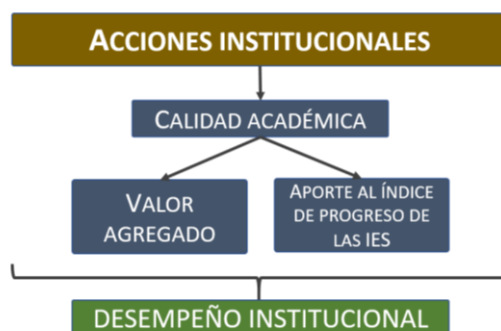 ACCIONES INSTITUCIONALES
CALIDAD ACADÉMICA
VALOR
AGREGADO
APORTE AL ÍNDICE
DE PROGRESO DE
LAS IES
DESEMPEÑO INSTITUCIONAL